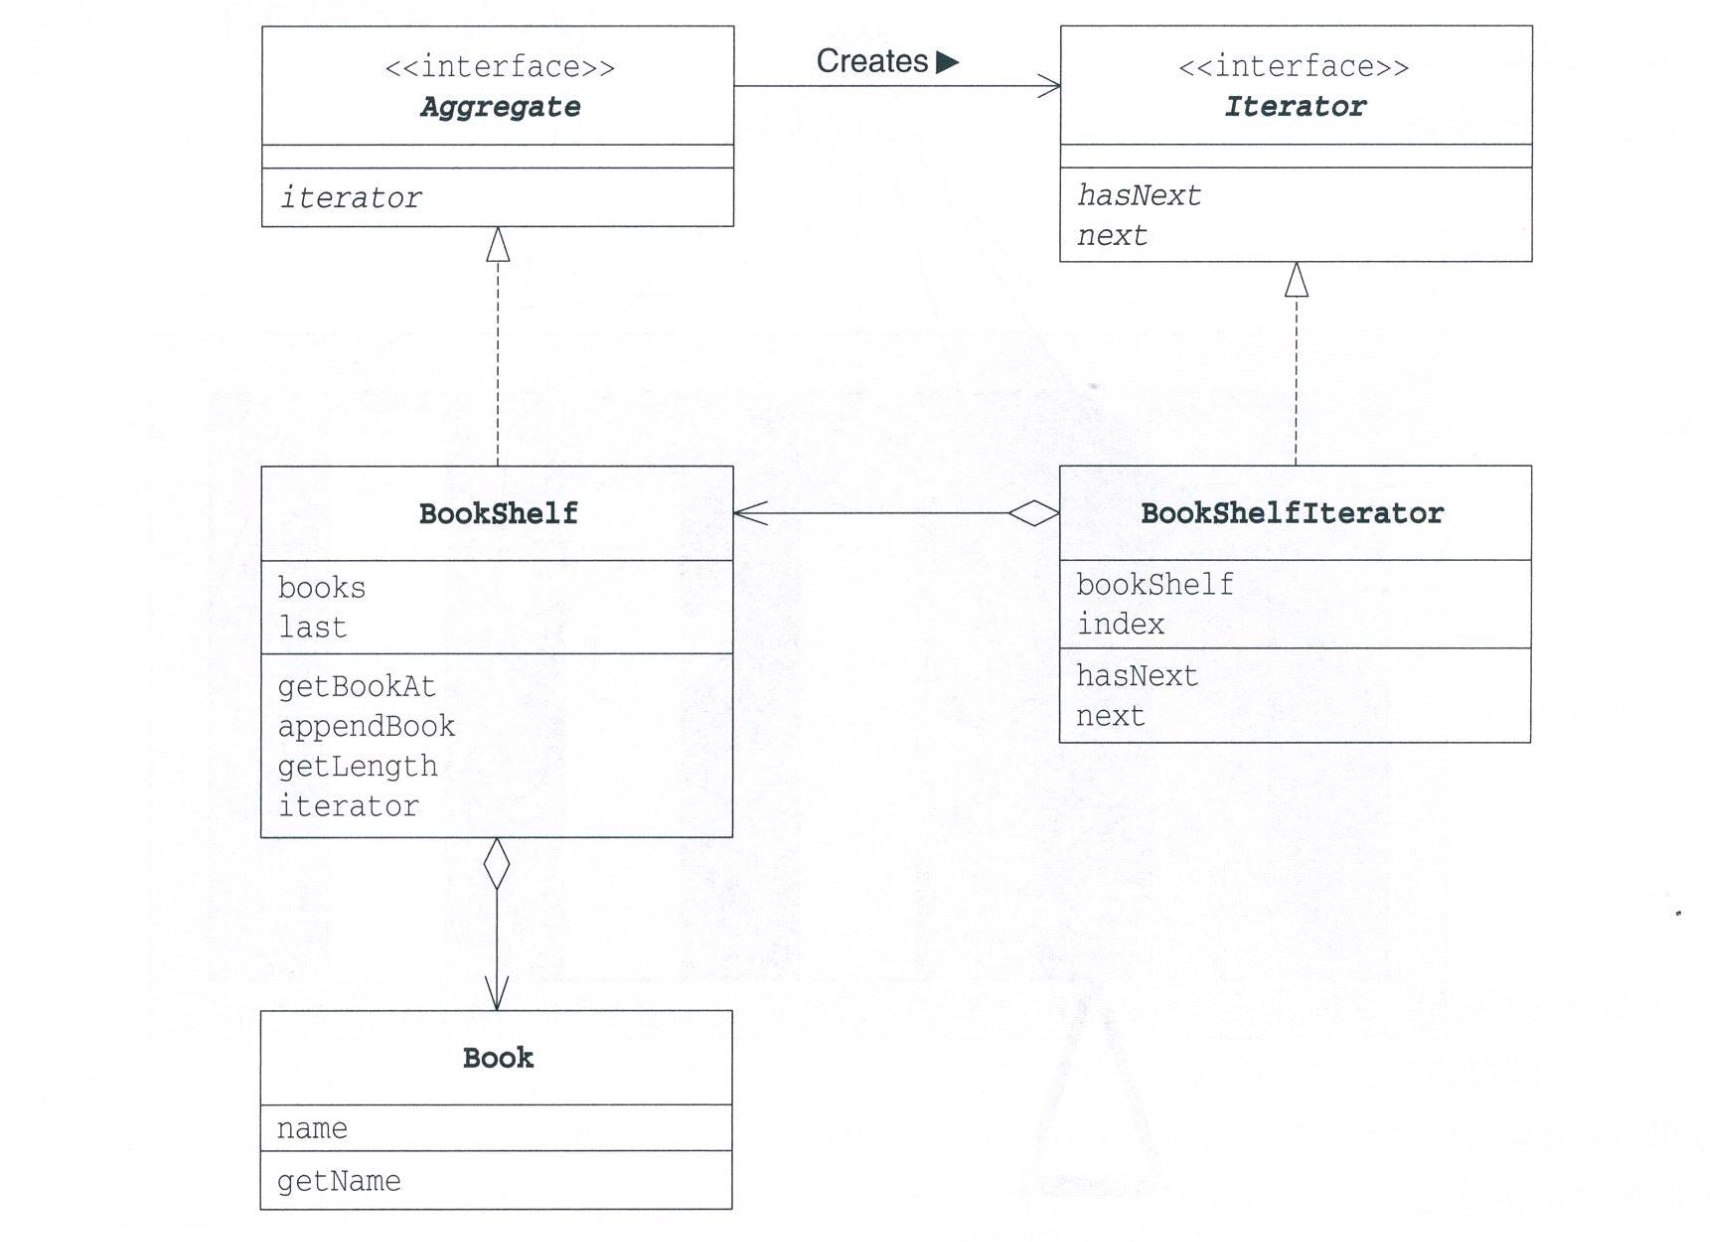 <<interface>>
Aggregate
iterator
Creates ▶
<<interface>>
Iterator
hasNext
next
BookShelf
books
last
getBookAt
appendBook
getLength
iterator
BookShelfIterator
bookShelf
index
hasNext
next
Book
name
getName